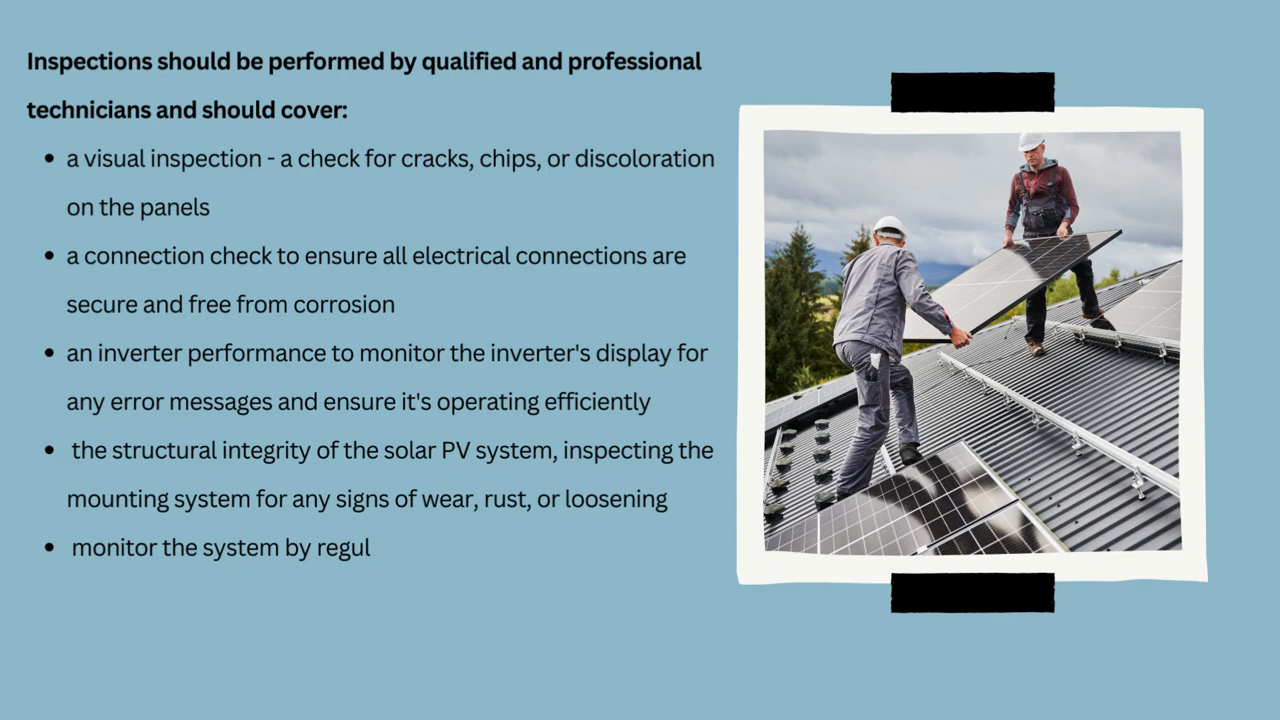 Inspections should be performed by qualified and professional
technicians and should cover:
• a visual inspection - a check for cracks, chips, or discoloration
on the panels
• a connection check to ensure all electrical connections are
secure and free from corrosion
• an inverter performance to monitor the inverter's display for
any error messages and ensure it's operating efficiently
• the structural integrity of the solar PV system, inspecting the
mounting system for any signs of wear, rust, or loosening
• monitor the system by regul